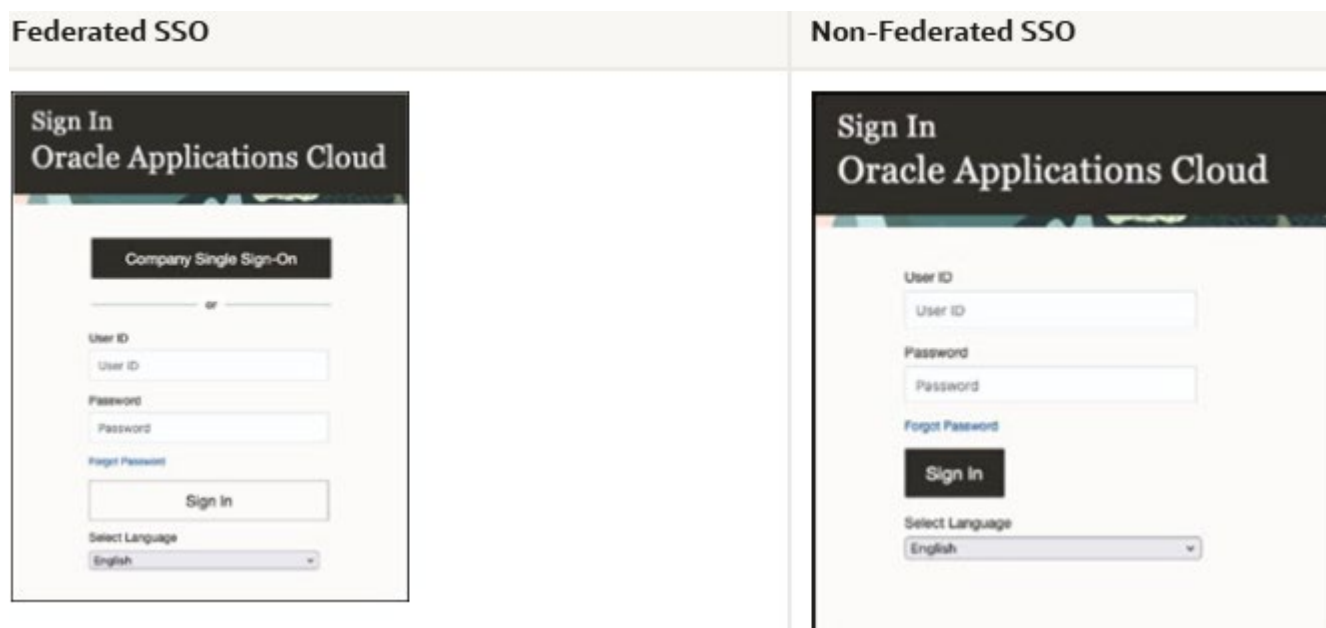 Federated SSO
Non-Federated SSO
Sign In
Oracle Applications Cloud
Company Single Sign-On
or
User ID
User ID
Password
Password
Forgot Password
Sign In
Select Language
English
Sign In
Oracle Applications Cloud
User ID
User ID
Password
Password
Forgot Password
Sign In
Select Language
English